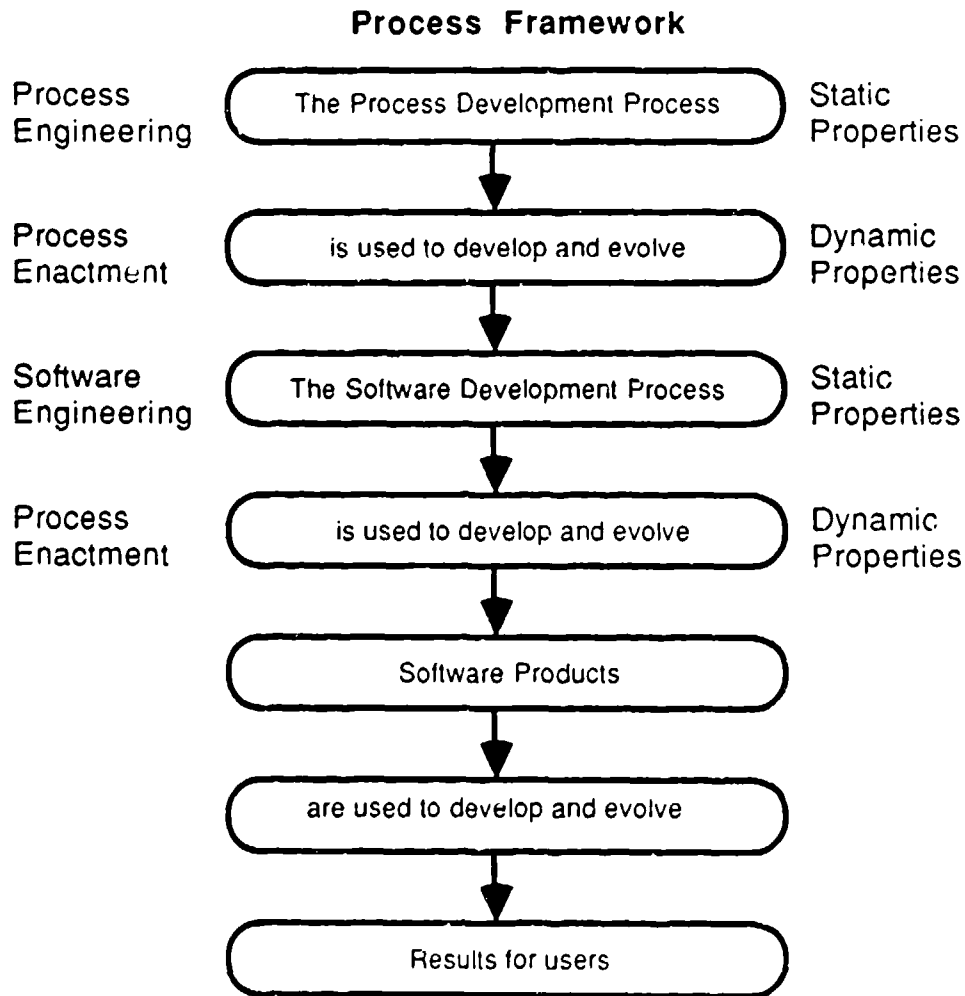 Process Framework
Process
Engineering
The Process Development Process
Static
Properties
Process
Enactment
is used to develop and evolve
Dynamic
Properties
Software
Engineering
The Software Development Process
Static
Properties
Process
Enactment
is used to develop and evolve
Dynamic
Properties
Software Products
are used to develop and evolve
Results for users